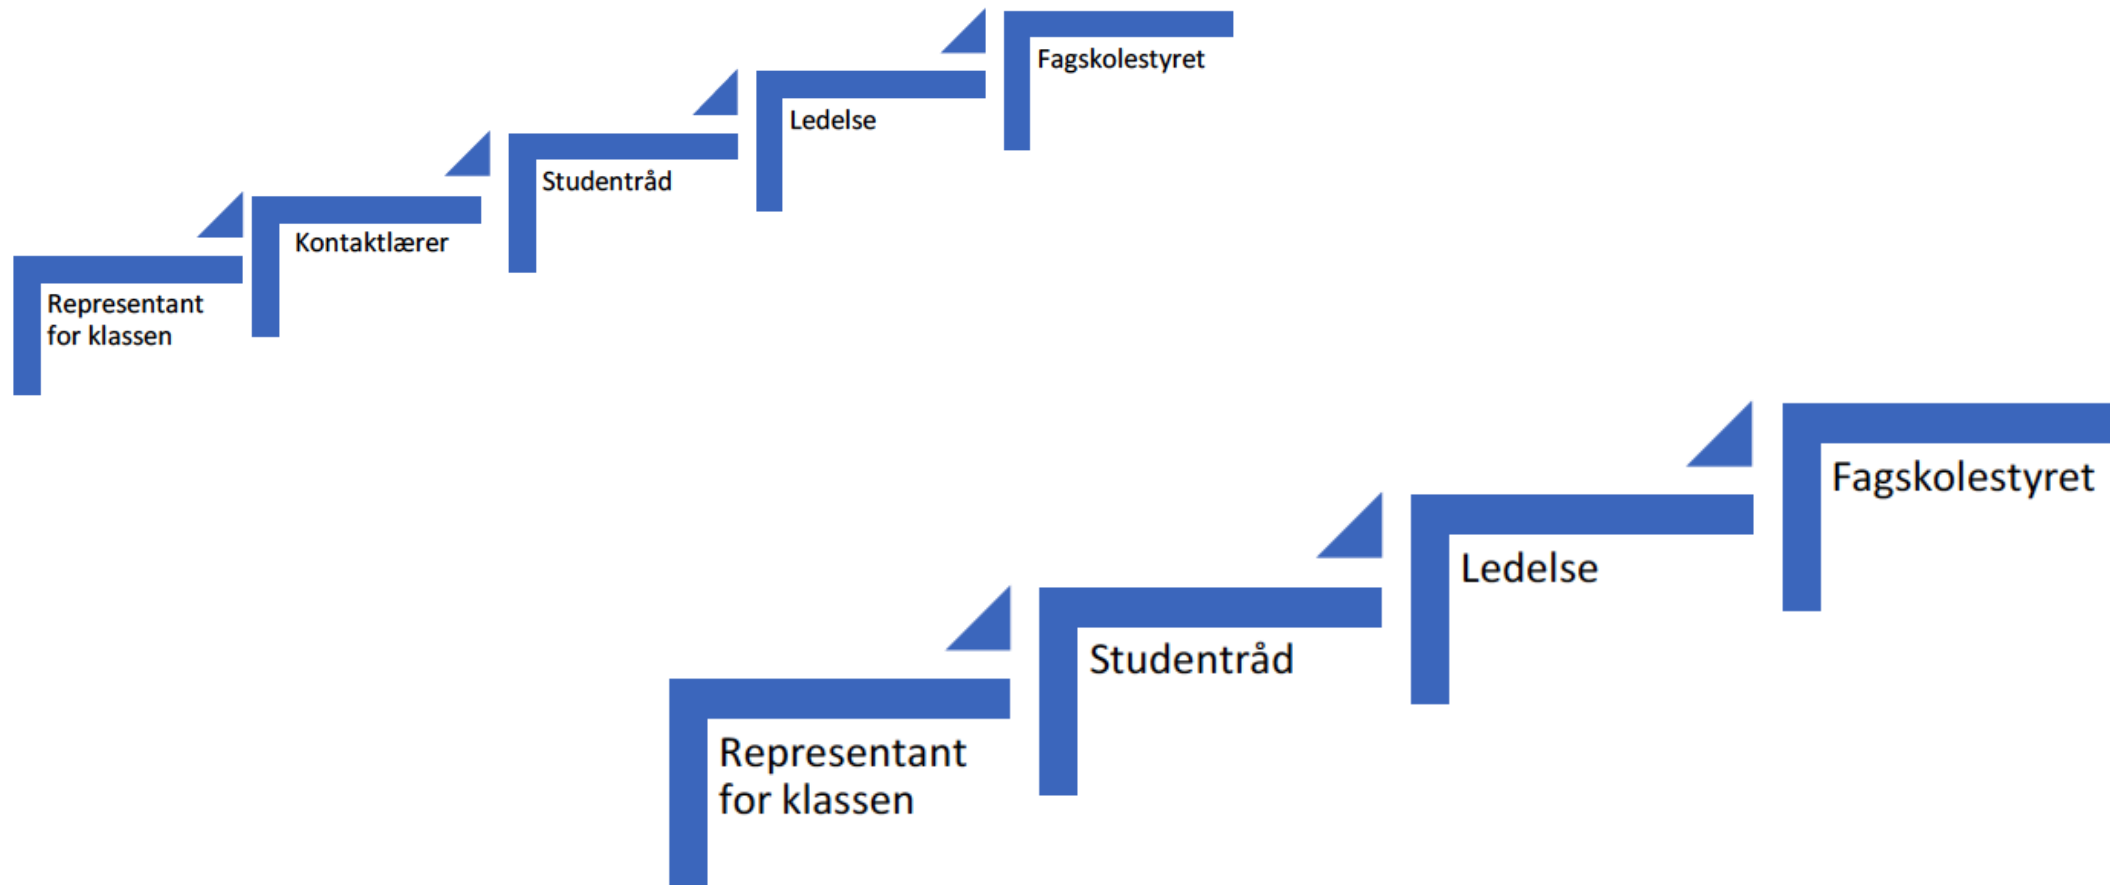 Fagskolestyret
Ledelse
Studentråd
Kontaktlærer
Representant
for klassen
Fagskolestyret
Ledelse
Studentråd
Representant
for klassen